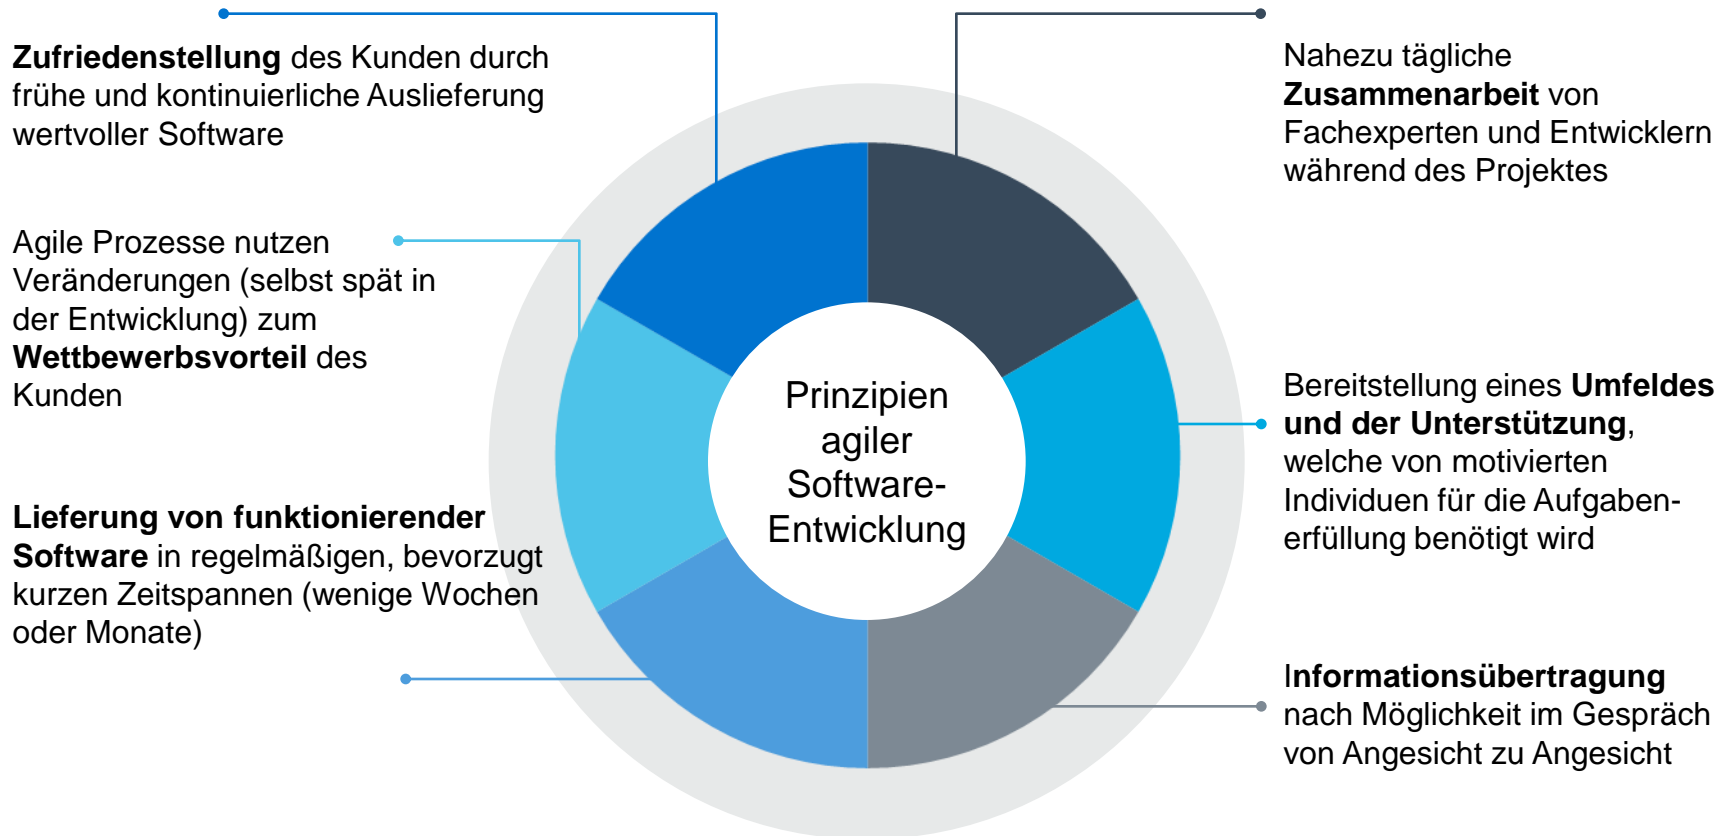 Zufriedenstellung des Kunden durch
frühe und kontinuierliche Auslieferung
wertvoller Software
Agile Prozesse nutzen
Veränderungen (selbst spät in
der Entwicklung) zum
Wettbewerbsvorteil des
Kunden
Lieferung von funktionierender
Software in regelmäßigen, bevorzugt
kurzen Zeitspannen (wenige Wochen
oder Monate)
Prinzipien
agiler
Software-
Entwicklung
Nahezu tägliche
Zusammenarbeit von
Fachexperten und Entwicklern
während des Projektes
Bereitstellung eines Umfeldes
und der Unterstützung,
welche von motivierten
Individuen für die Aufgaben-
erfüllung benötigt wird
Informationsübertragung
nach Möglichkeit im Gespräch
von Angesicht zu Angesicht